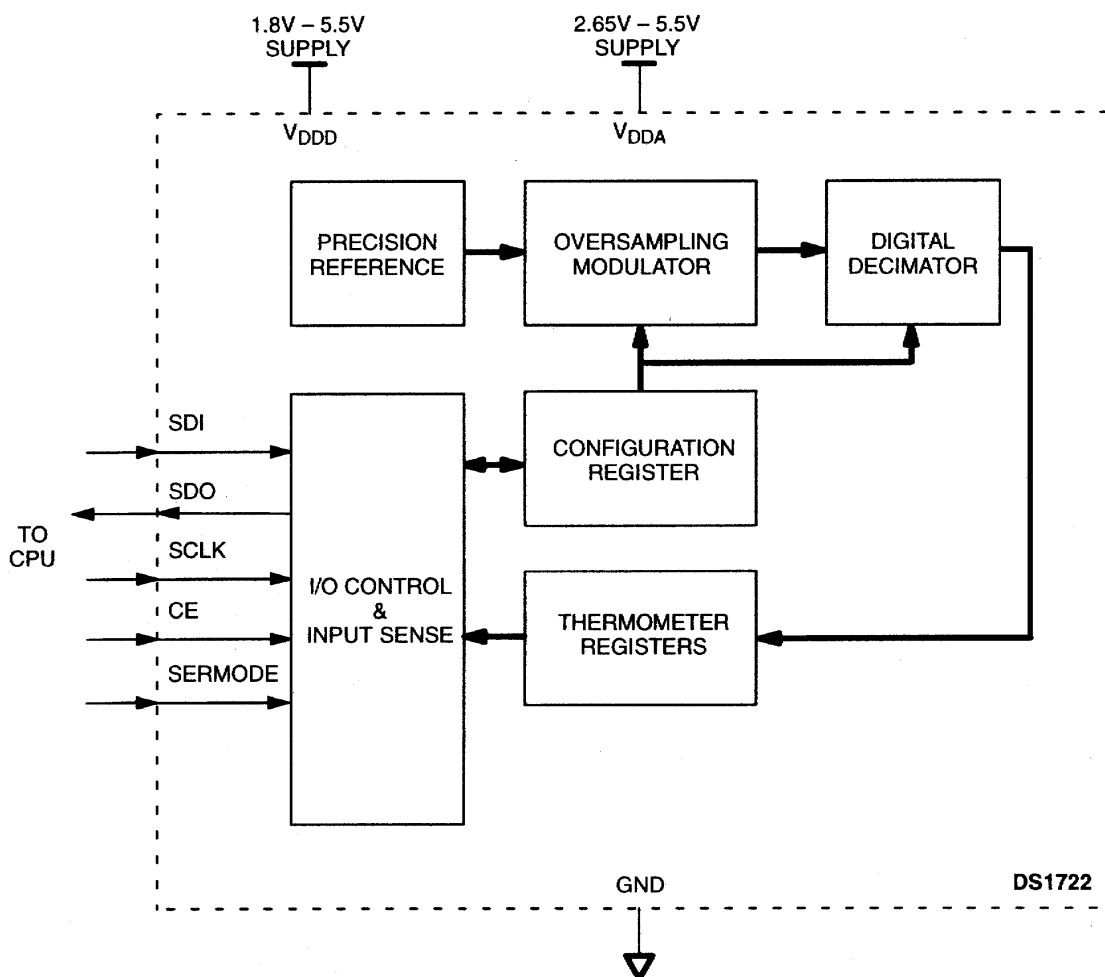 1.8V – 5.5V
SUPPLY
2.65V – 5.5V
SUPPLY
VDDD
VDDA
PRECISION
REFERENCE
OVERSAMPLING
MODULATOR
DIGITAL
DECIMATOR
SDI
SDO
TO
CPU
SCLK
CE
SERMODE
I/O CONTROL
&
INPUT SENSE
CONFIGURATION
REGISTER
THERMOMETER
REGISTERS
GND
DS1722